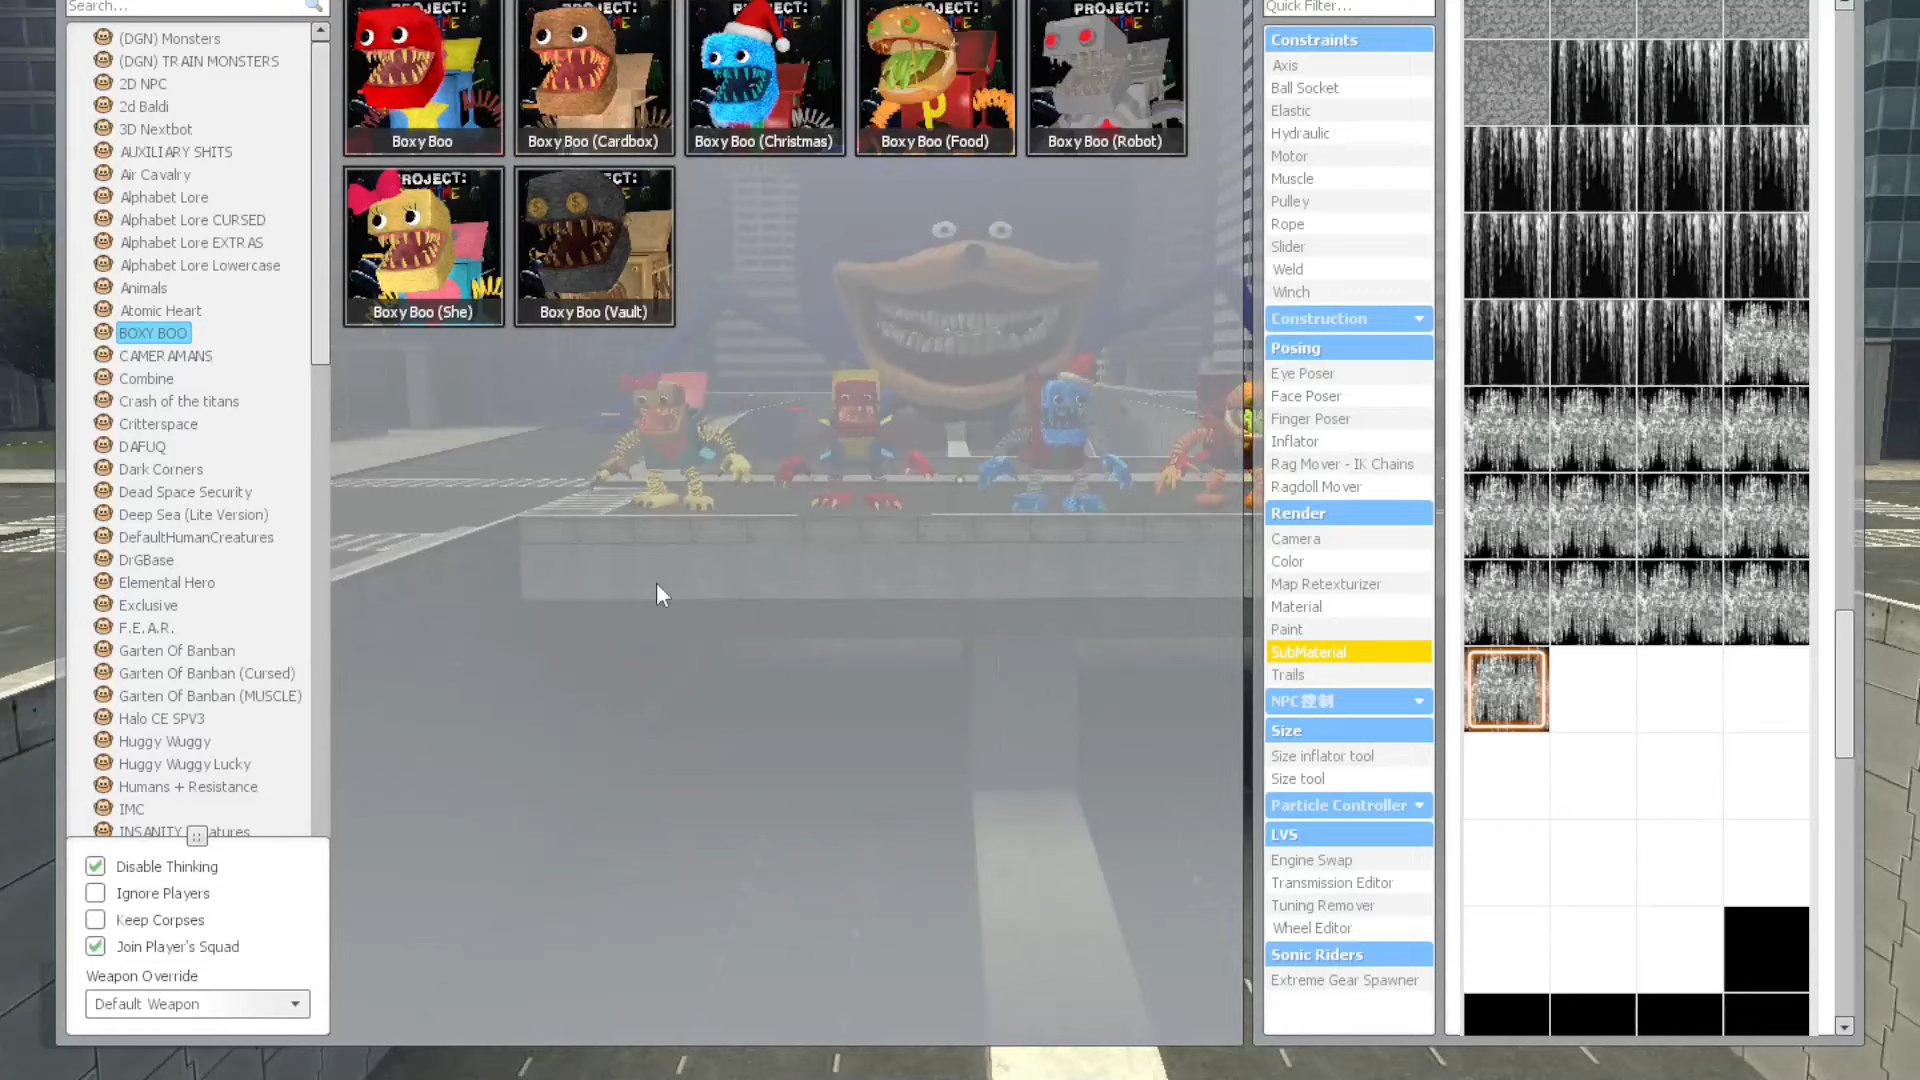 Search...
(DGN) Monsters
(DGN) TRAIN MONSTERS
2D NPC
2d Baldi
3D Nextbot
AUXILIARY SHITS
Air Cavalry
Alphabet Lore
Alphabet Lore CURSED
Alphabet Lore EXTRAS
Alphabet Lore Lowercase
Animals
Atomic Heart
BOXY BOO
CAMERAMANS
Combine
Crash of the titans
Critterspace
DAFUQ
Dark Corners
Dead Space Security
Deep Sea (Lite Version)
DefaultHumanCreatures
DrGBase
Elemental Hero
Exclusive
F.E.A.R.
Garten Of Banban
Garten Of Banban (Cursed)
Garten Of Banban (MUSCLE)
Halo CE SPV3
Huggy Wuggy
Huggy Wuggy Lucky
Humans + Resistance
IMC
INSANITY
Disable Thinking
Ignore Players
Keep Corpses
Join Player's Squad
Weapon Override
Default Weapon
Boxy Boo
Boxy Boo (Cardbox)
Boxy Boo (Christmas)
Boxy Boo (Food)
Boxy Boo (Robot)
PROJECT:
Boxy Boo (She)
Boxy Boo (Vault)
Quick Filter...
Constraints
Axis
Ball Socket
Elastic
Hydraulic
Motor
Muscle
Pulley
Rope
Slider
Weld
Winch
Construction
Posing
Eye Poser
Face Poser
Finger Poser
Inflator
Rag Mover - IK Chains
Ragdoll Mover
Render
Camera
Color
Map Retexturizer
Material
Paint
SubMaterial
Trails
NPC控制
Size
Size inflator tool
Size tool
Particle Controller
LVS
Engine Swap
Transmission Editor
Tuning Remover
Wheel Editor
Sonic Riders
Extreme Gear Spawner